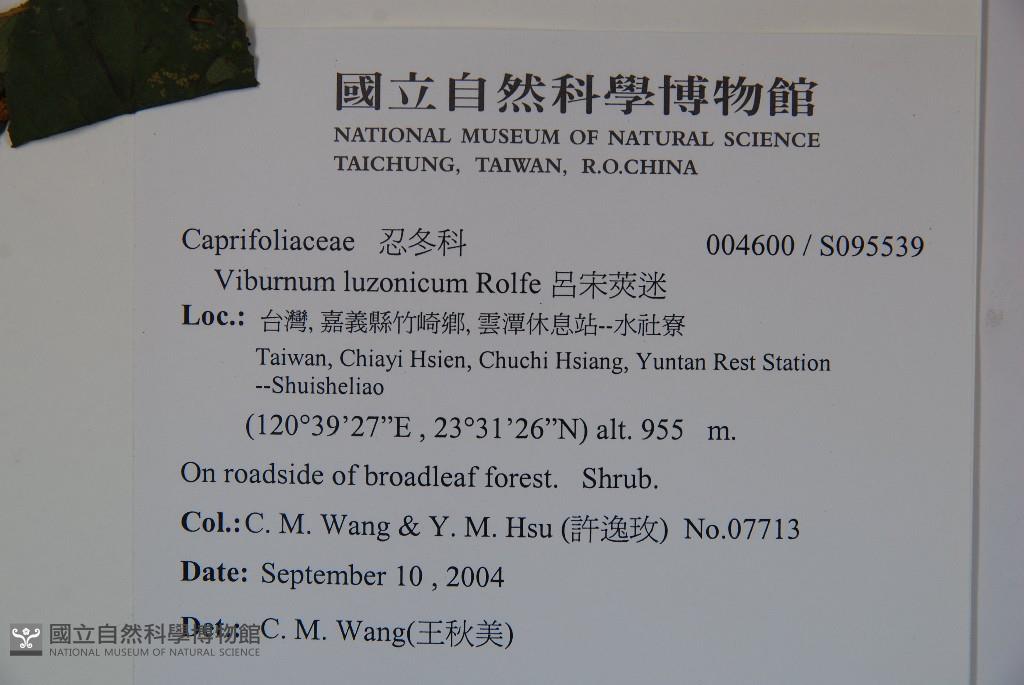 國立自然科學博物館
NATIONAL MUSEUM OF NATURAL SCIENCE
TAICHUNG, TAIWAN, R.O.CHINA
Caprifoliaceae 忍冬科 004600 / S095539
Viburnum luzonicum Rolfe 呂宋莢迷
Loc.: 台灣, 嘉義縣竹崎鄉, 雲潭休息站--水社寮
Taiwan, Chiayi Hsien, Chuchi Hsiang, Yuntan Rest Station
--Shuisheliao
(120°39’27”E , 23°31’26”N) alt. 955 m.
On roadside of broadleaf forest. Shrub.
Col.: C. M. Wang & Y. M. Hsu (許逸玫) No.07713
Date: September 10 , 2004
Det.: C. M. Wang(王秋美)
國立自然科學博物館
NATIONAL MUSEUM OF NATURAL SCIENCE